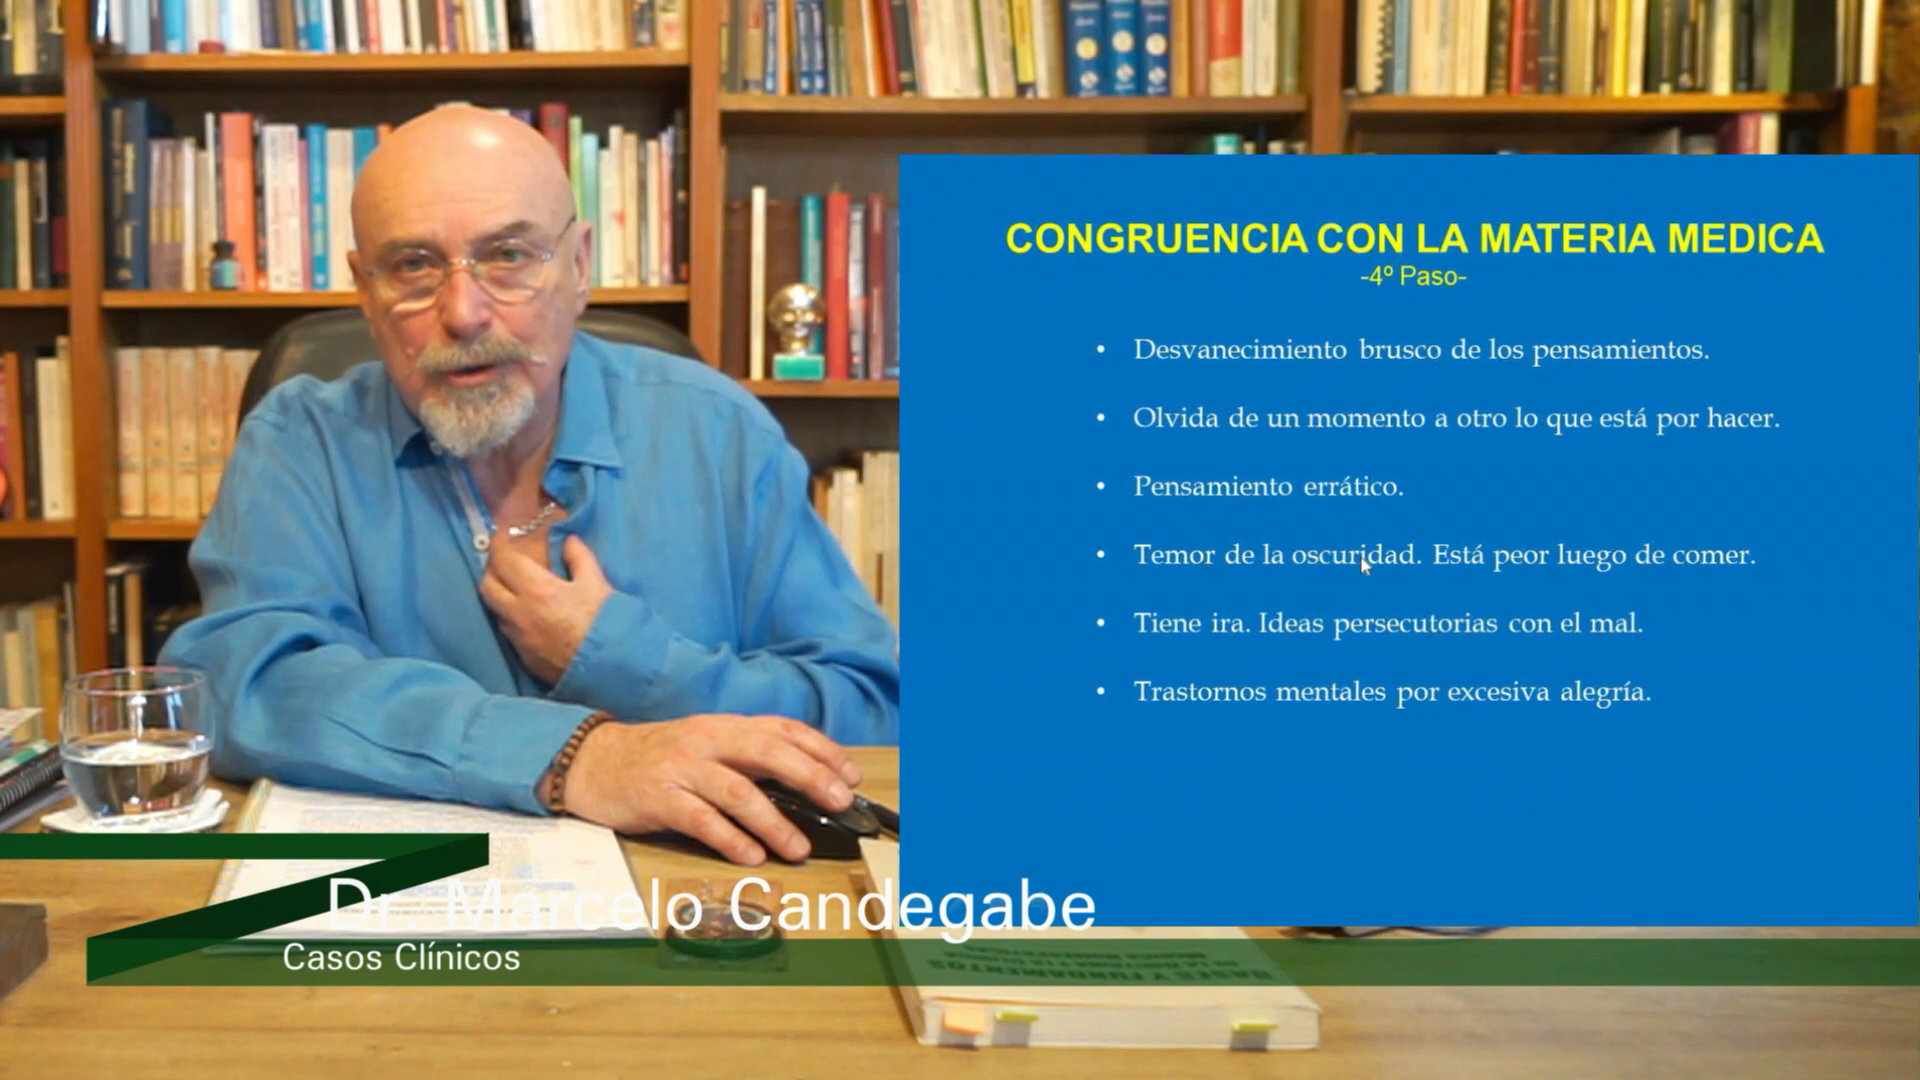 CONGRUENCIA CON LA MATERIA MEDICA
-4º Paso-
• Desvanecimiento brusco de los pensamientos.
• Olvida de un momento a otro lo que está por hacer.
• Pensamiento errático.
• Temor de la oscuridad. Está peor luego de comer.
• Tiene ira. Ideas persecutorias con el mal.
• Trastornos mentales por excesiva alegría.
Dr. Marcelo Candegabe
Casos Clínicos
BASES Y FUNDAMENTOS